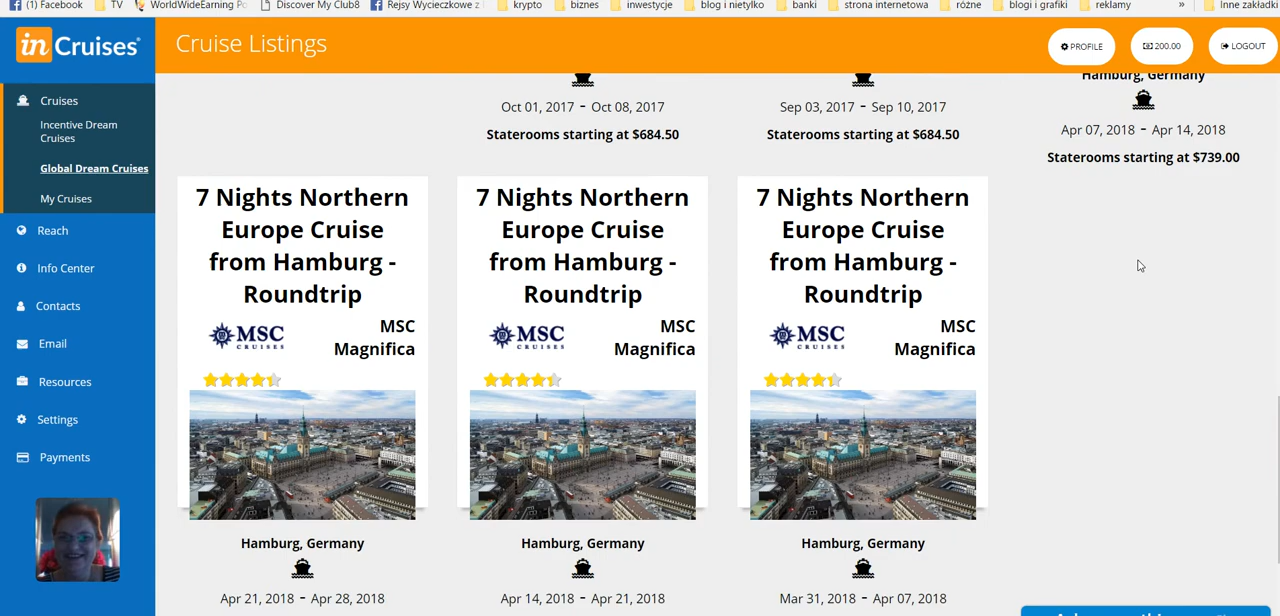 (1) Facebook TV WorldWideEarning Po Discover My Club8 Rejsy Wycieczkowe z krypto biznes inwestycje blog i nietylko banki strona internetowa różne blogi i grafiki reklamy » Inne zakładki
inCruises®
Cruise Listings
PROFILE
200.00
LOGOUT
Cruises
Incentive Dream
Cruises
Global Dream Cruises
My Cruises
Reach
Info Center
Contacts
Email
Resources
Settings
Payments
Oct 01, 2017 - Oct 08, 2017
Staterooms starting at $684.50
Sep 03, 2017 - Sep 10, 2017
Staterooms starting at $684.50
Hamburg, Germany
Apr 07, 2018 - Apr 14, 2018
Staterooms starting at $739.00
7 Nights Northern
Europe Cruise
from Hamburg -
Roundtrip
MSC
CRUISES
MSC
Magnifica
Hamburg, Germany
Apr 21, 2018 - Apr 28, 2018
7 Nights Northern
Europe Cruise
from Hamburg -
Roundtrip
MSC
CRUISES
MSC
Magnifica
Hamburg, Germany
Apr 14, 2018 - Apr 21, 2018
7 Nights Northern
Europe Cruise
from Hamburg -
Roundtrip
MSC
CRUISES
MSC
Magnifica
Hamburg, Germany
Mar 31, 2018 - Apr 07, 2018